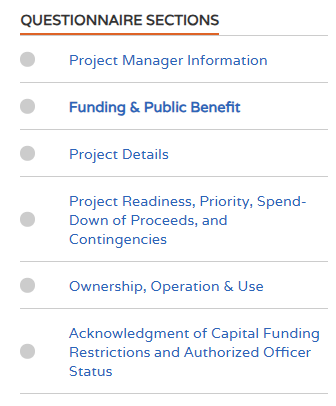 QUESTIONNAIRE SECTIONS
Project Manager Information
Funding & Public Benefit
Project Details
Project Readiness, Priority, Spend-
Down of Proceeds, and
Contingencies
Ownership, Operation & Use
Acknowledgment of Capital Funding
Restrictions and Authorized Officer
Status